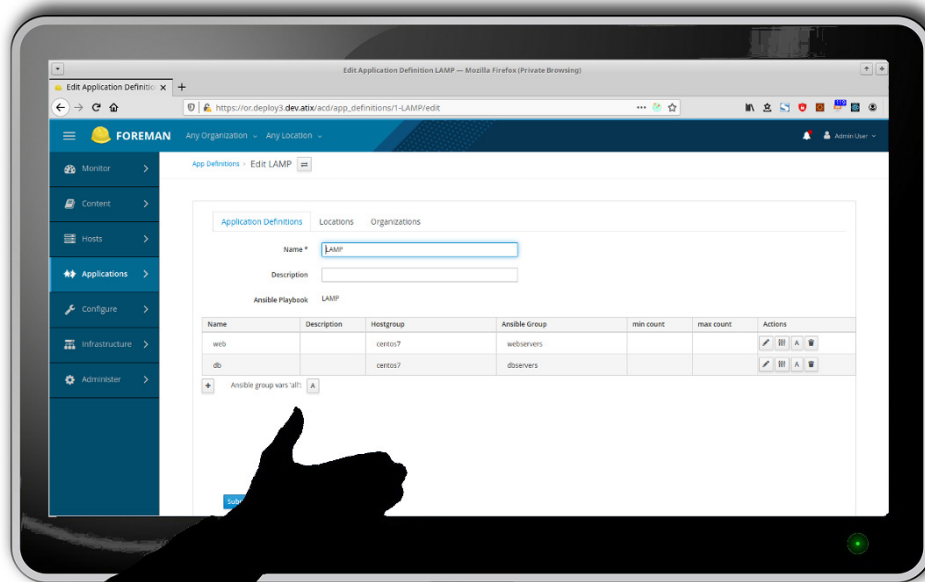 Edit Application Definition LAMP — Mozilla Firefox (Private Browsing)
Edit Application Definitio × +
https://or.deploy3.dev.atix/acd/app_definitions/1-LAMP/edit
119
FOREMAN Any Organization Any Location Admin User
App Definitions Edit LAMP
Monitor
Content
Hosts
Applications
Configure
Infrastructure
Administer
Application Definitions Locations Organizations
Name * LAMP
Description
Ansible Playbook LAMP
Name Description Hostgroup Ansible Group min count max count Actions
web centos7 webservers A
db centos7 dbservers A
+ Ansible group vars 'all': A